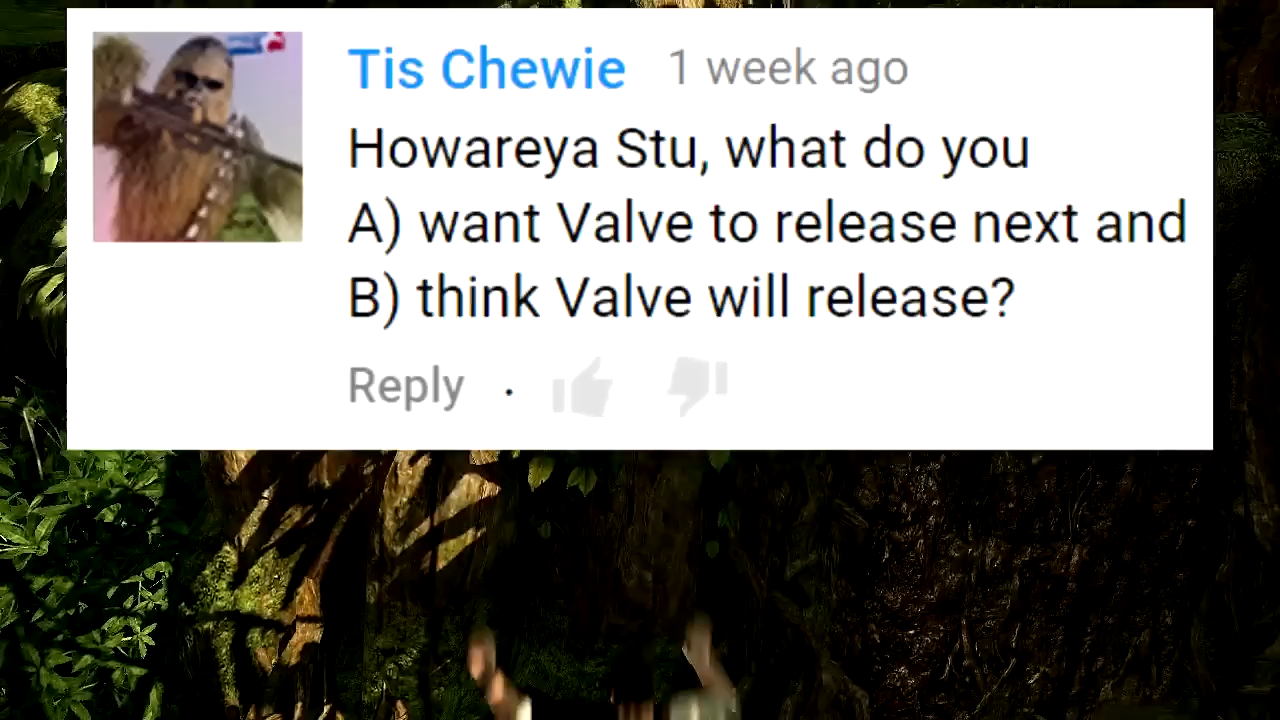 Tis Chewie 1 week ago
Howareya Stu, what do you
A) want Valve to release next and
B) think Valve will release?
Reply ·